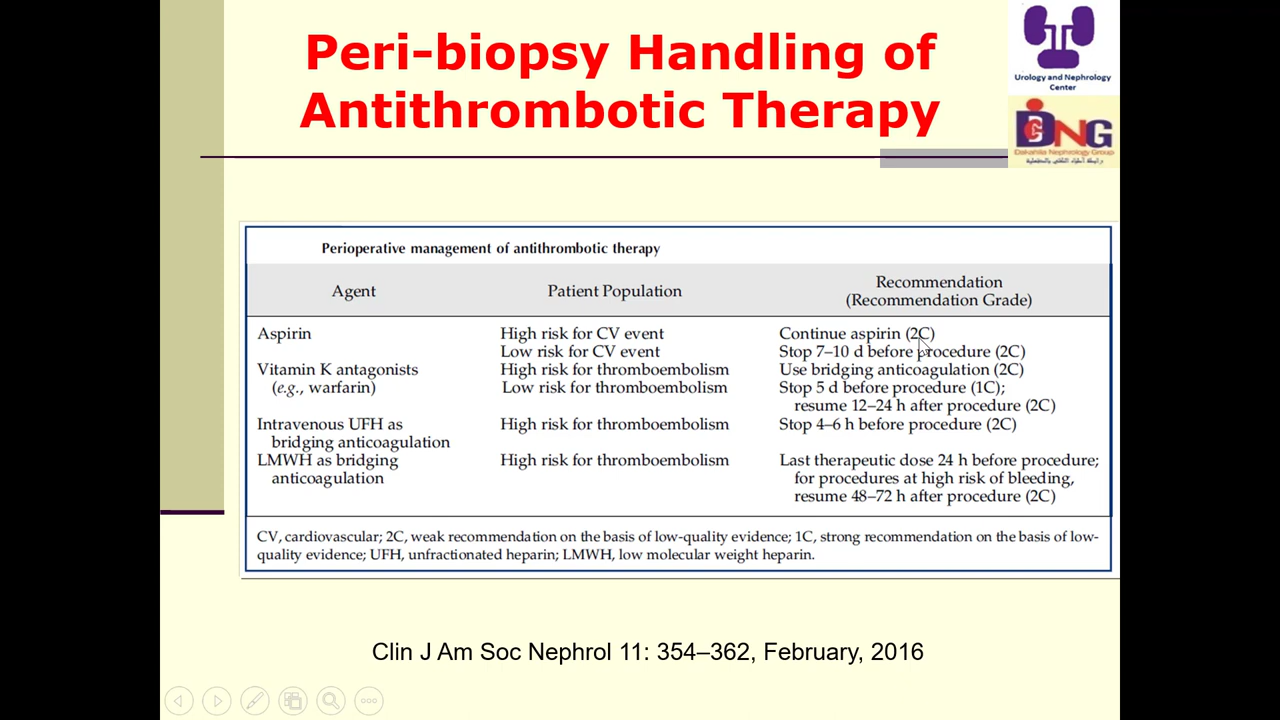 Peri-biopsy Handling of
Antithrombotic Therapy
Urology and Nephrology
Center
DNG
Dakahlia Nephrology Group
Perioperative management of antithrombotic therapy
Agent Patient Population Recommendation
(Recommendation Grade)
Aspirin High risk for CV event Continue aspirin (2C)
Low risk for CV event Stop 7–10 d before procedure (2C)
Vitamin K antagonists High risk for thromboembolism Use bridging anticoagulation (2C)
(e.g., warfarin) Low risk for thromboembolism Stop 5 d before procedure (1C);
resume 12–24 h after procedure (2C)
Intravenous UFH as High risk for thromboembolism Stop 4–6 h before procedure (2C)
bridging anticoagulation
LMWH as bridging High risk for thromboembolism Last therapeutic dose 24 h before procedure;
anticoagulation for procedures at high risk of bleeding,
resume 48–72 h after procedure (2C)
CV, cardiovascular; 2C, weak recommendation on the basis of low-quality evidence; 1C, strong recommendation on the basis of low-
quality evidence; UFH, unfractionated heparin; LMWH, low molecular weight heparin.
Clin J Am Soc Nephrol 11: 354–362, February, 2016